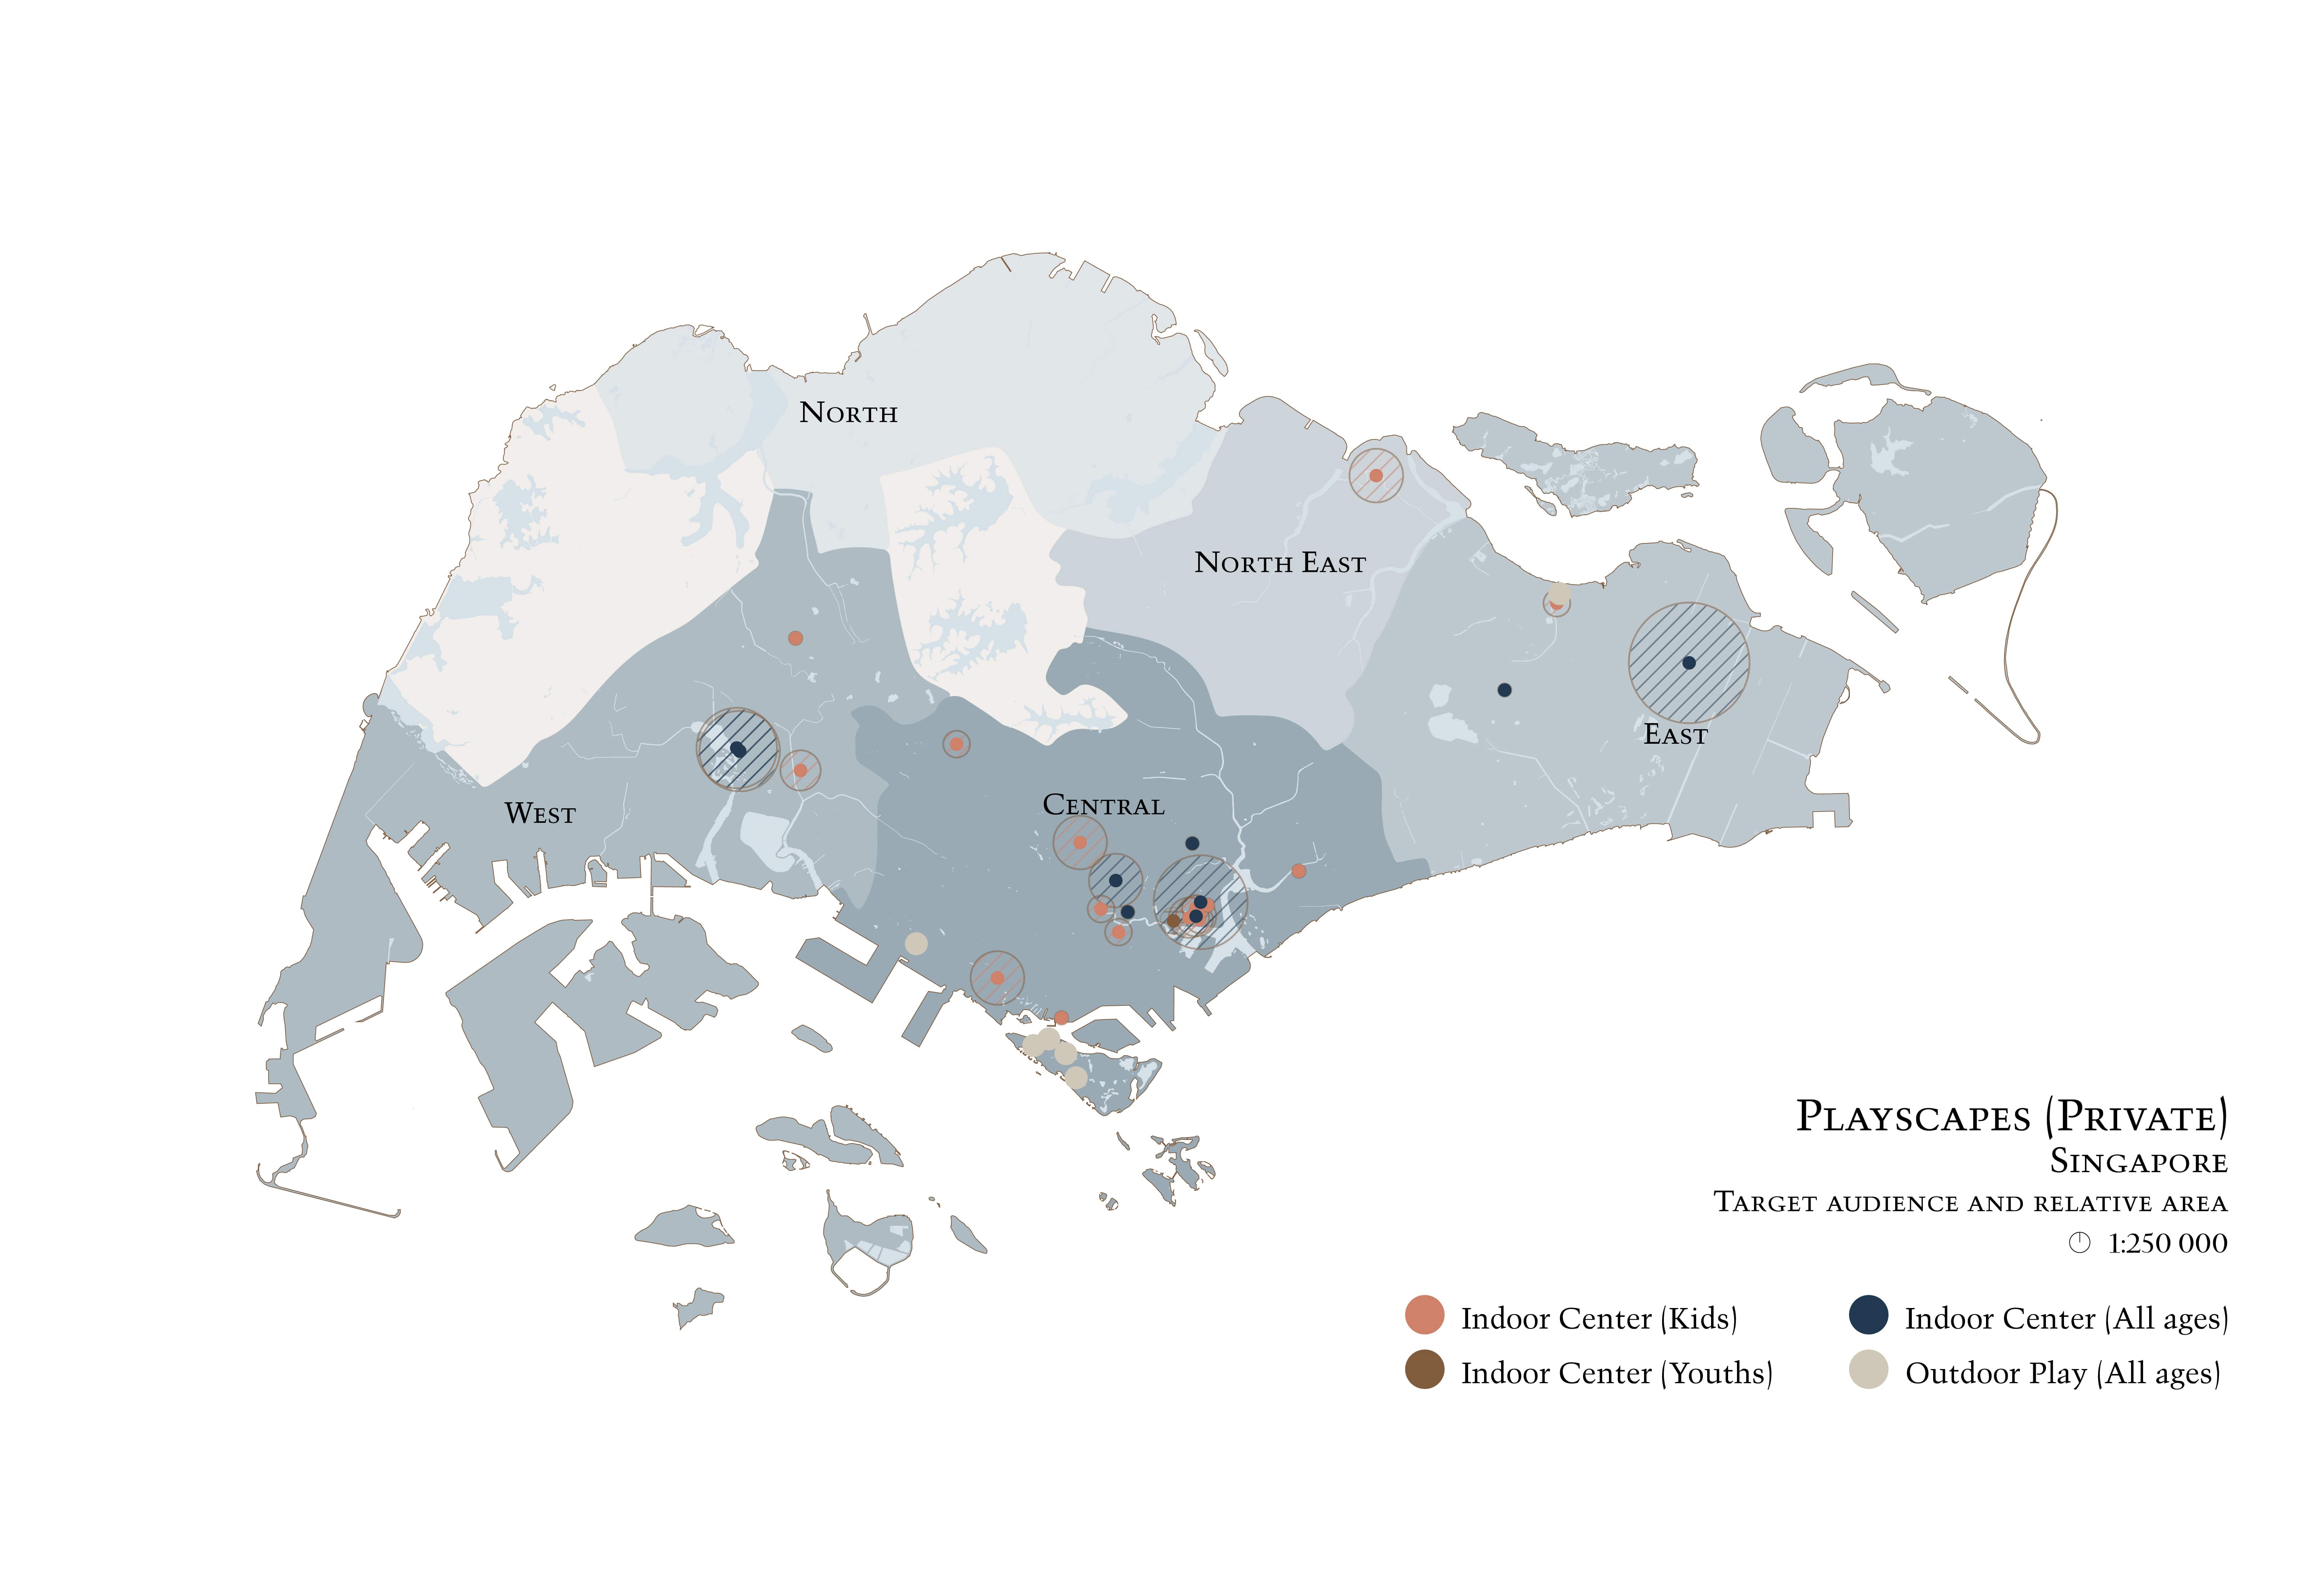 North
North East
East
West
Central
Playscapes (Private)
Singapore
Target audience and relative area
1:250 000
Indoor Center (Kids)
Indoor Center (All ages)
Indoor Center (Youths)
Outdoor Play (All ages)